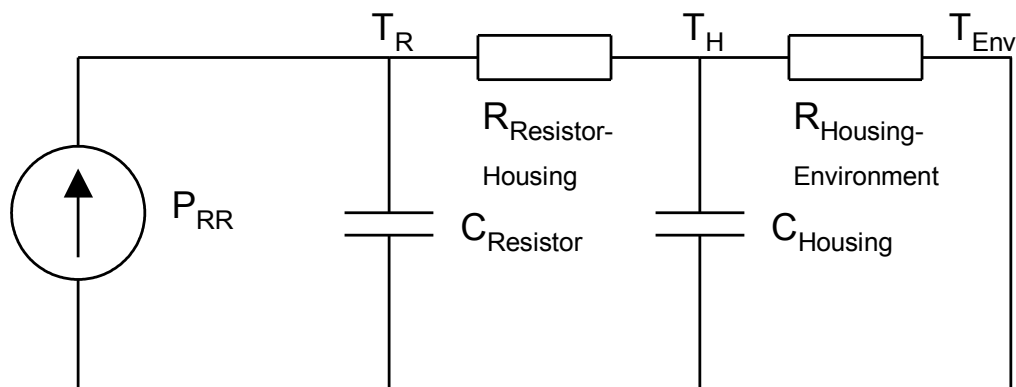 T_R
T_H
T_Env
R_Resistor-
Housing
R_Housing-
Environment
P_RR
C_Resistor
C_Housing